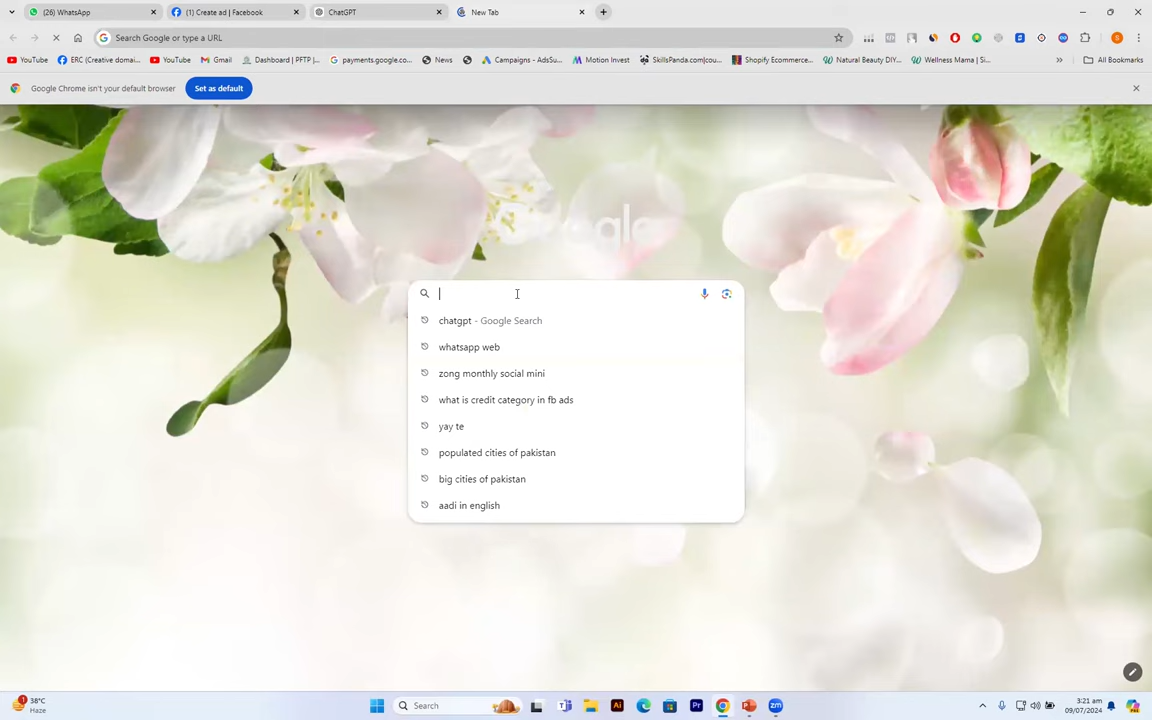 (26) WhatsApp
(1) Create ad | Facebook
ChatGPT
New Tab
Search Google or type a URL
YouTube
ERC (Creative domai...
YouTube
Gmail
Dashboard | PFTP |...
payments.google.co...
News
Campaigns - AdsSu...
Motion Invest
SkillsPanda.com|cou...
Shopify Ecommerce...
Natural Beauty DIY...
Wellness Mama | Si...
All Bookmarks
Google Chrome isn't your default browser
Set as default
chatgpt - Google Search
whatsapp web
zong monthly social mini
what is credit category in fb ads
yay te
populated cities of pakistan
big cities of pakistan
aadi in english
38°C
Haze
Search
3:21 am
09/07/2024